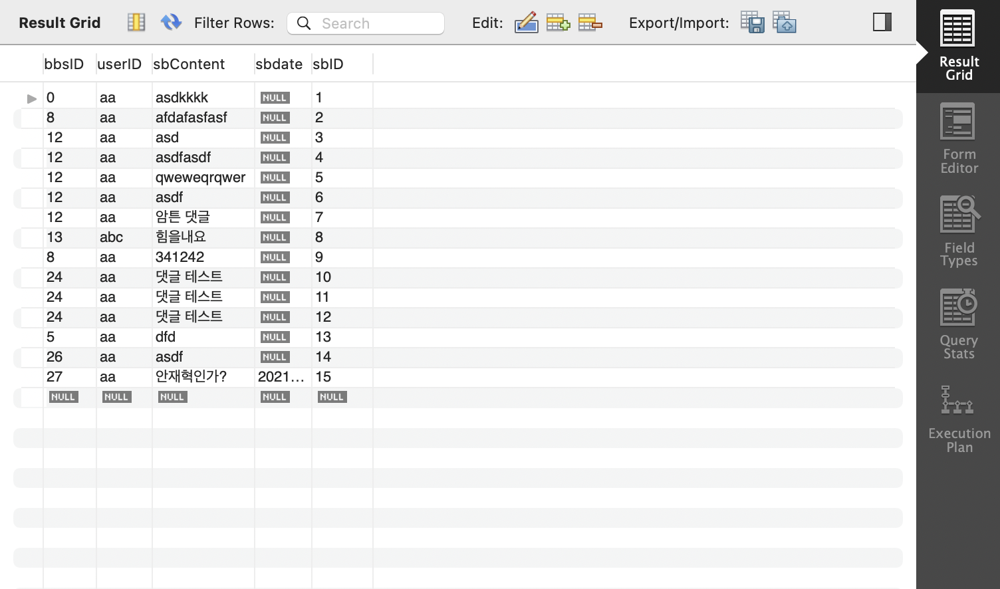 Result Grid Filter Rows: Search Edit: Export/Import:
bbsID userID sbContent sbdate sbID
0 aa asdkkkk NULL 1
8 aa afdafasfasf NULL 2
12 aa asd NULL 3
12 aa asdfasdf NULL 4
12 aa qweweqrqwer NULL 5
12 aa asdf NULL 6
12 aa 암튼 댓글 NULL 7
13 abc 힘을내요 NULL 8
8 aa 341242 NULL 9
24 aa 댓글 테스트 NULL 10
24 aa 댓글 테스트 NULL 11
24 aa 댓글 테스트 NULL 12
5 aa dfd NULL 13
26 aa asdf NULL 14
27 aa 안재혁인가? 2021... 15
NULL NULL NULL NULL NULL
Result
Grid
Form
Editor
Field
Types
Query
Stats
Execution
Plan